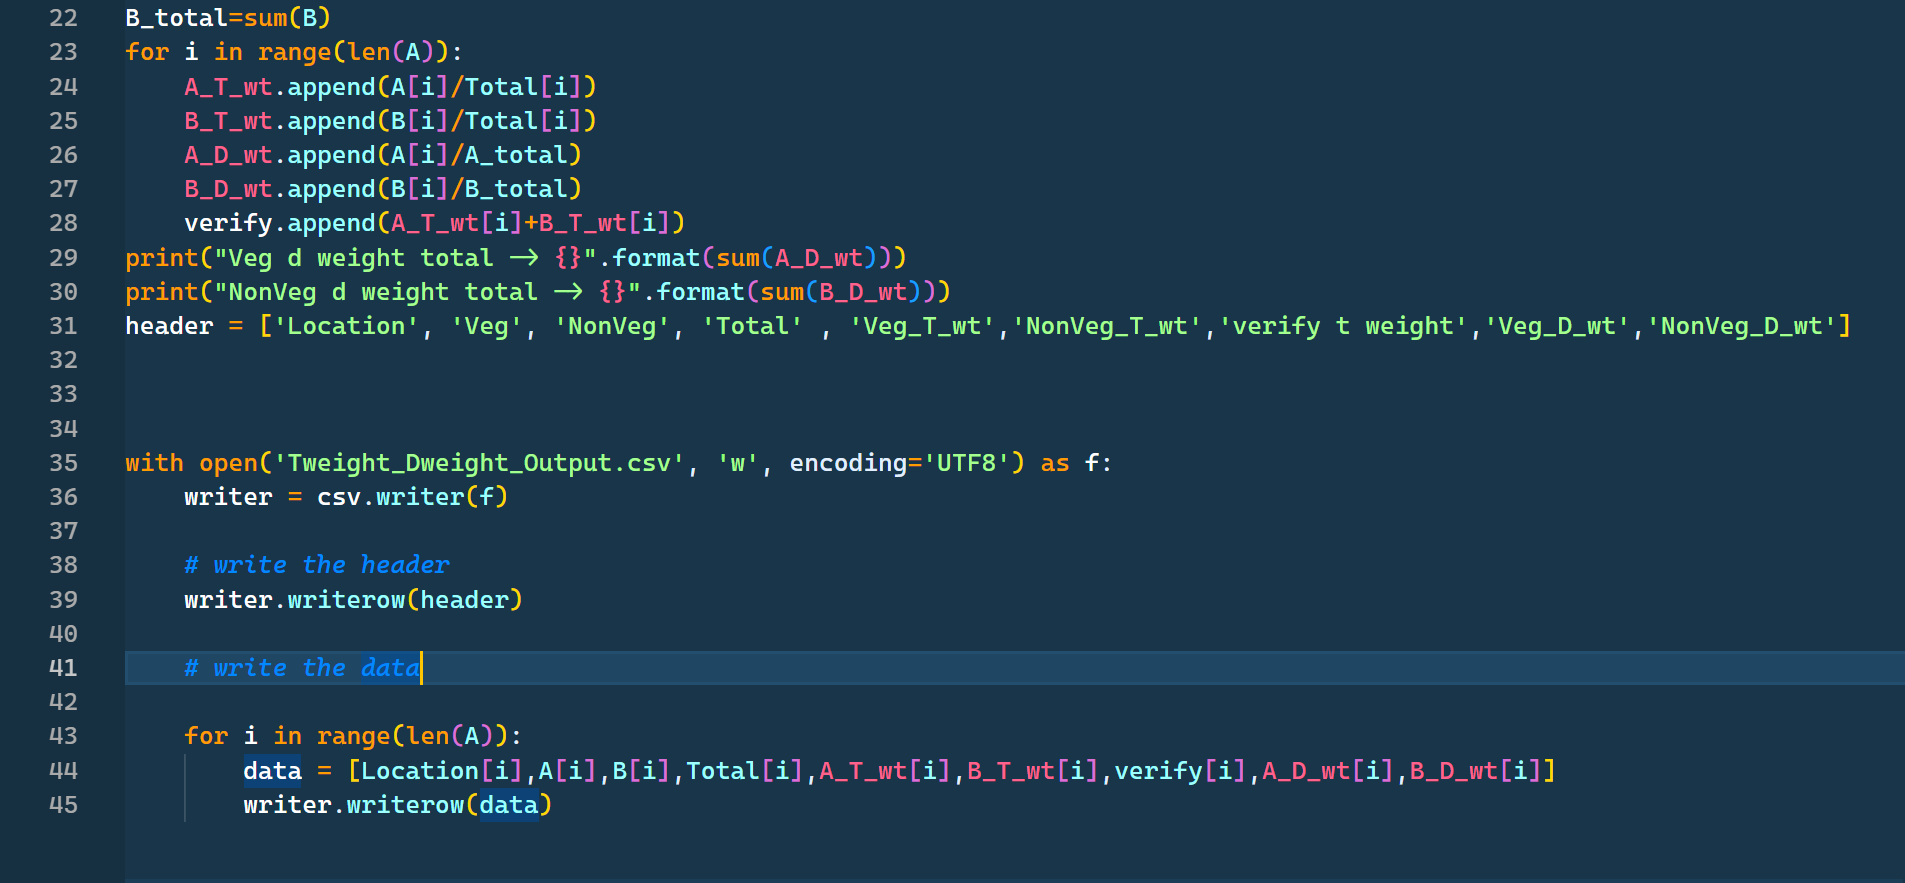 22 B_total=sum(B)
23 for i in range(len(A)):
24     A_T_wt.append(A[i]/Total[i])
25     B_T_wt.append(B[i]/Total[i])
26     A_D_wt.append(A[i]/A_total)
27     B_D_wt.append(B[i]/B_total)
28     verify.append(A_T_wt[i]+B_T_wt[i])
29 print("Veg d weight total -> {}".format(sum(A_D_wt)))
30 print("NonVeg d weight total -> {}".format(sum(B_D_wt)))
31 header = ['Location', 'Veg', 'NonVeg', 'Total' , 'Veg_T_wt','NonVeg_T_wt','verify t weight','Veg_D_wt','NonVeg_D_wt']
32
33
34
35 with open('Tweight_Dweight_Output.csv', 'w', encoding='UTF8') as f:
36     writer = csv.writer(f)
37
38     # write the header
39     writer.writerow(header)
40
41     # write the data
42
43     for i in range(len(A)):
44         data = [Location[i],A[i],B[i],Total[i],A_T_wt[i],B_T_wt[i],verify[i],A_D_wt[i],B_D_wt[i]]
45         writer.writerow(data)